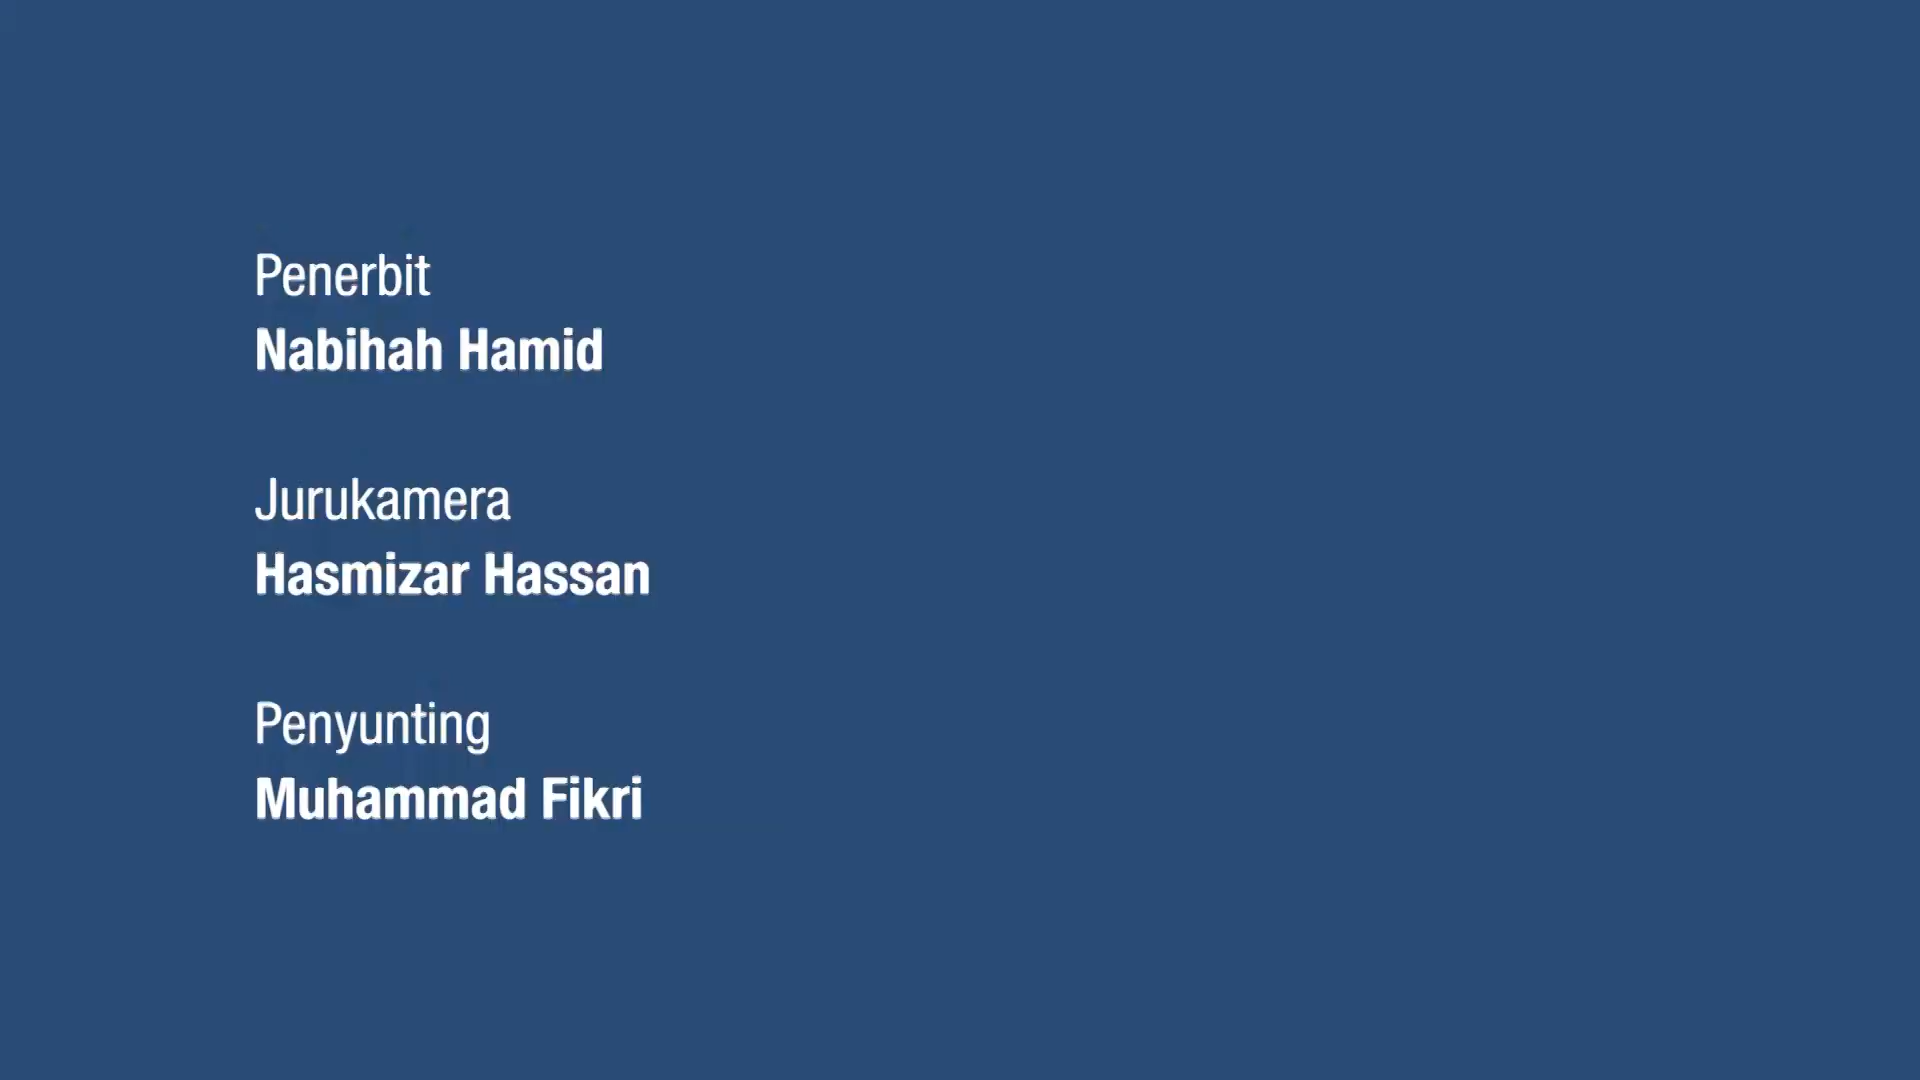 Penerbit
Nabihah Hamid
Jurukamera
Hasmizar Hassan
Penyunting
Muhammad Fikri